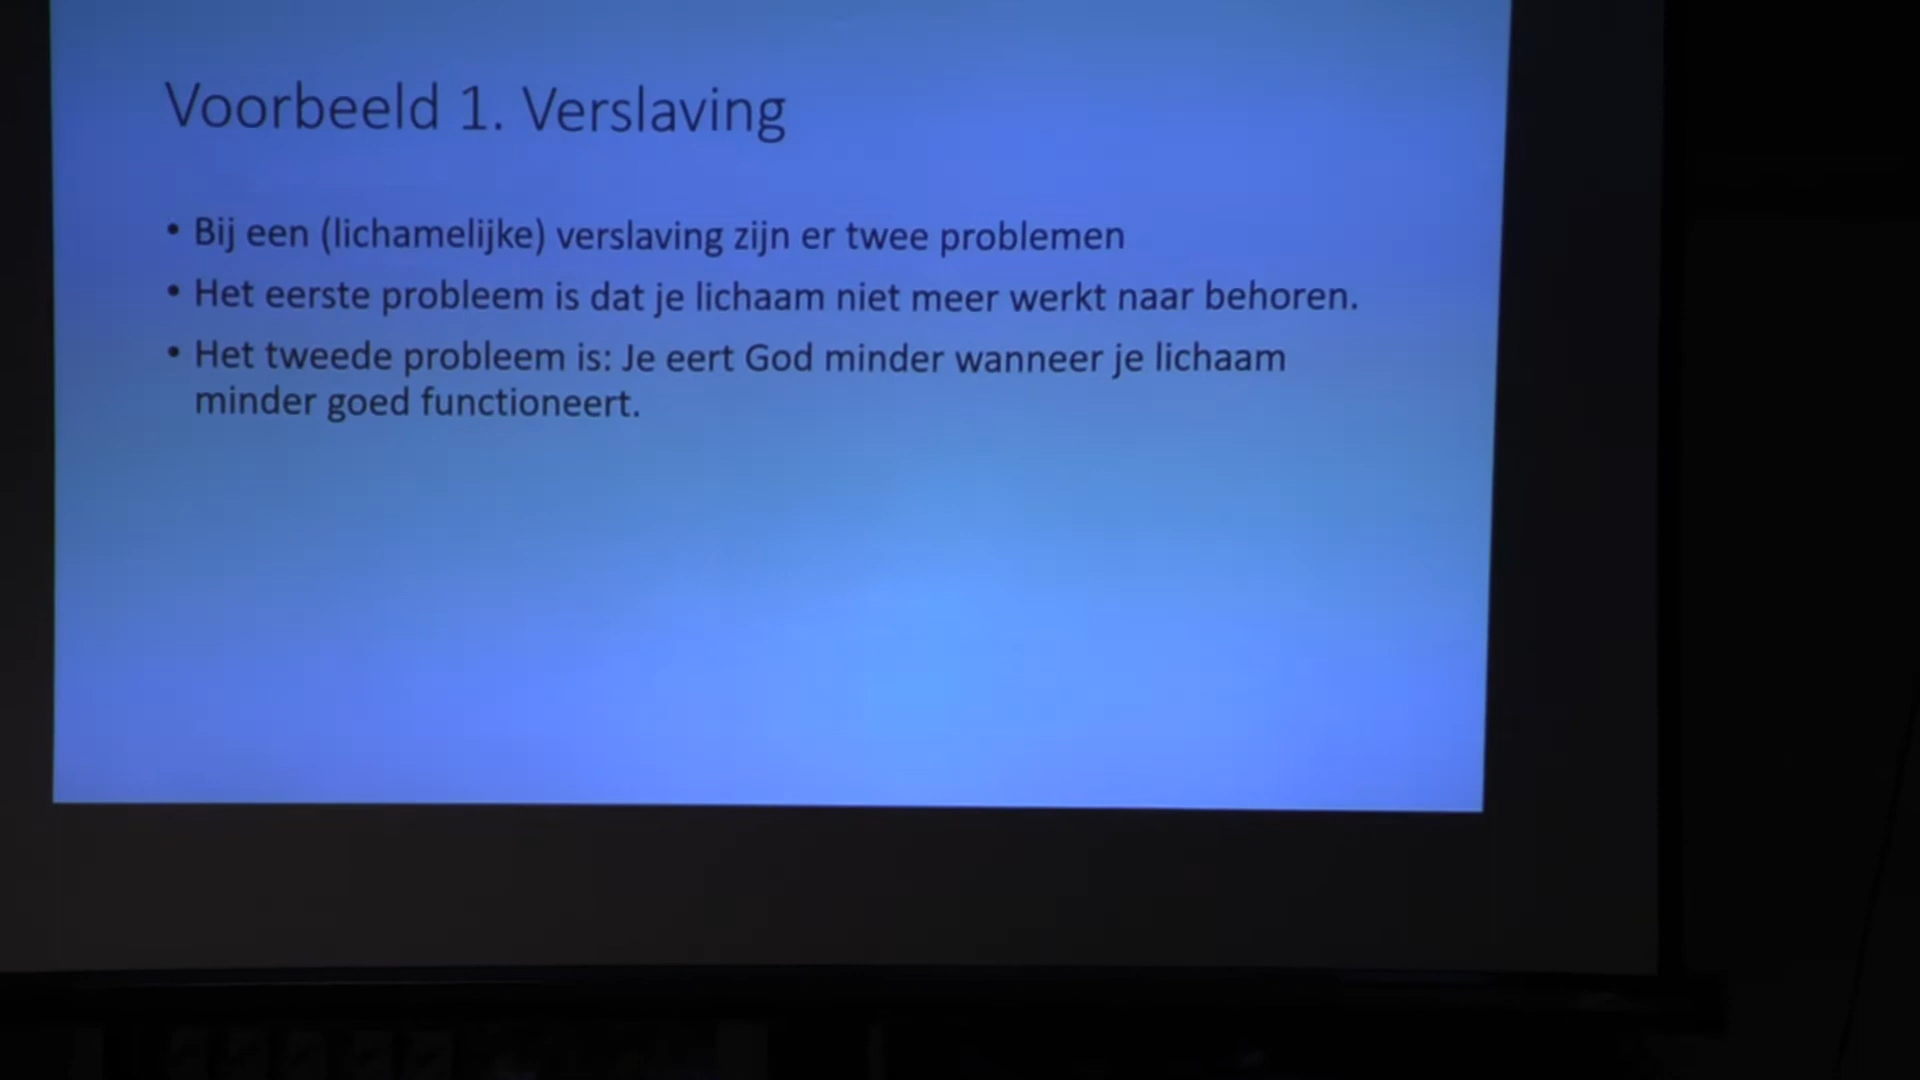 Voorbeeld 1. Verslaving
• Bij een (lichamelijke) verslaving zijn er twee problemen
• Het eerste probleem is dat je lichaam niet meer werkt naar behoren.
• Het tweede probleem is: Je eert God minder wanneer je lichaam
minder goed functioneert.